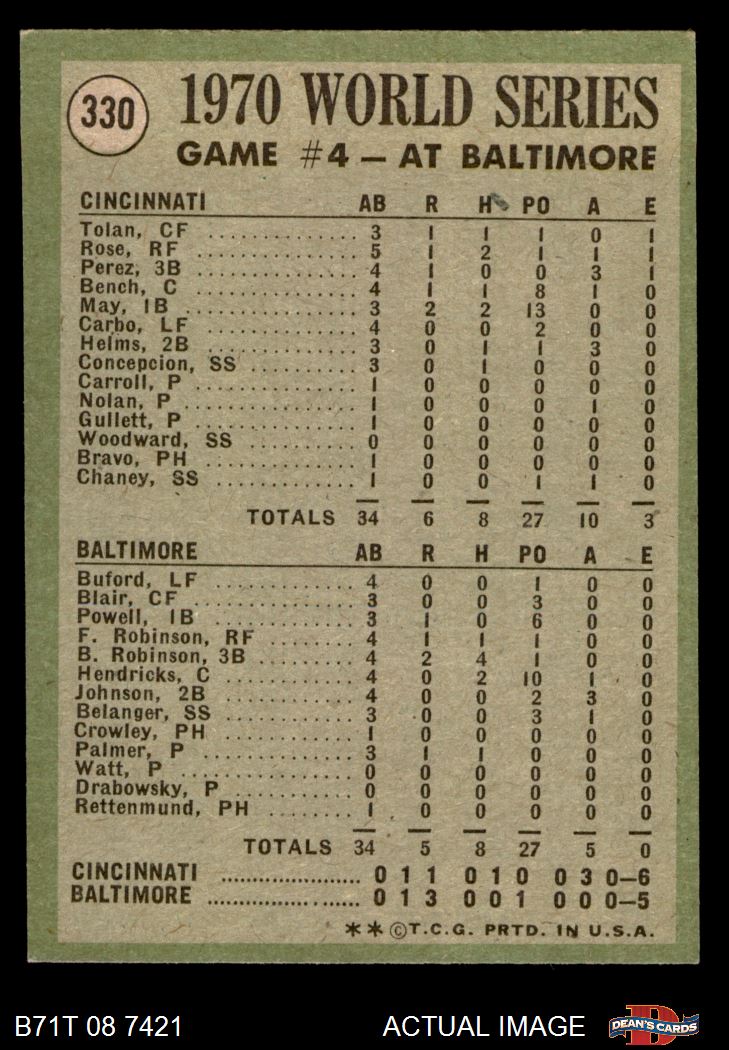 330
1970 WORLD SERIES
GAME #4 – AT BALTIMORE
CINCINNATI AB R H PO A E
Tolan, CF ............... 3 1 1 1 0 1
Rose, RF ............... 5 1 2 1 1 1
Perez, 3B ............... 4 1 0 0 3 1
Bench, C ............... 4 1 1 8 1 0
May, 1B ............... 3 2 2 13 0 0
Carbo, LF ............... 4 0 0 2 0 0
Helms, 2B ............... 3 0 1 1 3 0
Concepcion, SS .......... 3 0 1 0 0 0
Carroll, P ............... 1 0 0 0 0 0
Nolan, P ............... 1 0 0 0 1 0
Gullett, P ............... 1 0 0 0 0 0
Woodward, SS .......... 0 0 0 0 0 0
Bravo, PH ............... 1 0 0 0 0 0
Chaney, SS ............. 1 0 0 1 1 0
TOTALS 34 6 8 27 10 3
BALTIMORE AB R H PO A E
Buford, LF ............. 4 0 0 1 0 0
Blair, CF ............... 3 0 0 3 0 0
Powell, 1B ............. 3 1 0 6 0 0
F. Robinson, RF ........ 4 1 1 1 0 0
B. Robinson, 3B ......... 4 2 4 1 0 0
Hendricks, C ............ 4 0 2 10 1 0
Johnson, 2B ............ 4 0 0 2 3 0
Belanger, SS ............ 3 0 0 3 1 0
Crowley, PH ............ 1 0 0 0 0 0
Palmer, P ............... 3 1 1 0 0 0
Watt, P ............... 0 0 0 0 0 0
Drabowsky, P .......... 0 0 0 0 0 0
Rettenmund, PH ........ 1 0 0 0 0 0
TOTALS 34 5 8 27 5 0
CINCINNATI ..................... 0 1 1 0 1 0 0 3 0–6
BALTIMORE ...................... 0 1 3 0 0 1 0 0 0–5
**©T.C.G. PRTD. IN U.S.A.
B71T 08 7421 ACTUAL IMAGE DEAN'S CARDS